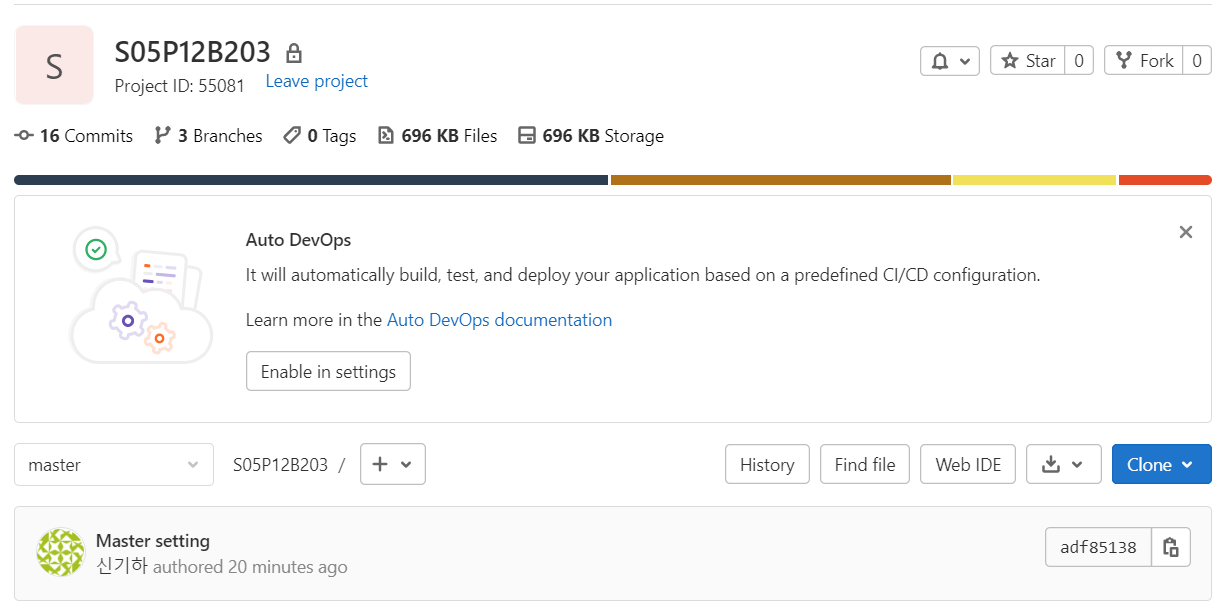 S
S05P12B203
Project ID: 55081 Leave project
Star 0 Fork 0
16 Commits 3 Branches 0 Tags 696 KB Files 696 KB Storage
Auto DevOps
It will automatically build, test, and deploy your application based on a predefined CI/CD configuration.
Learn more in the Auto DevOps documentation
Enable in settings
master S05P12B203 / + History Find file Web IDE Clone
Master setting
신기하 authored 20 minutes ago
adf85138